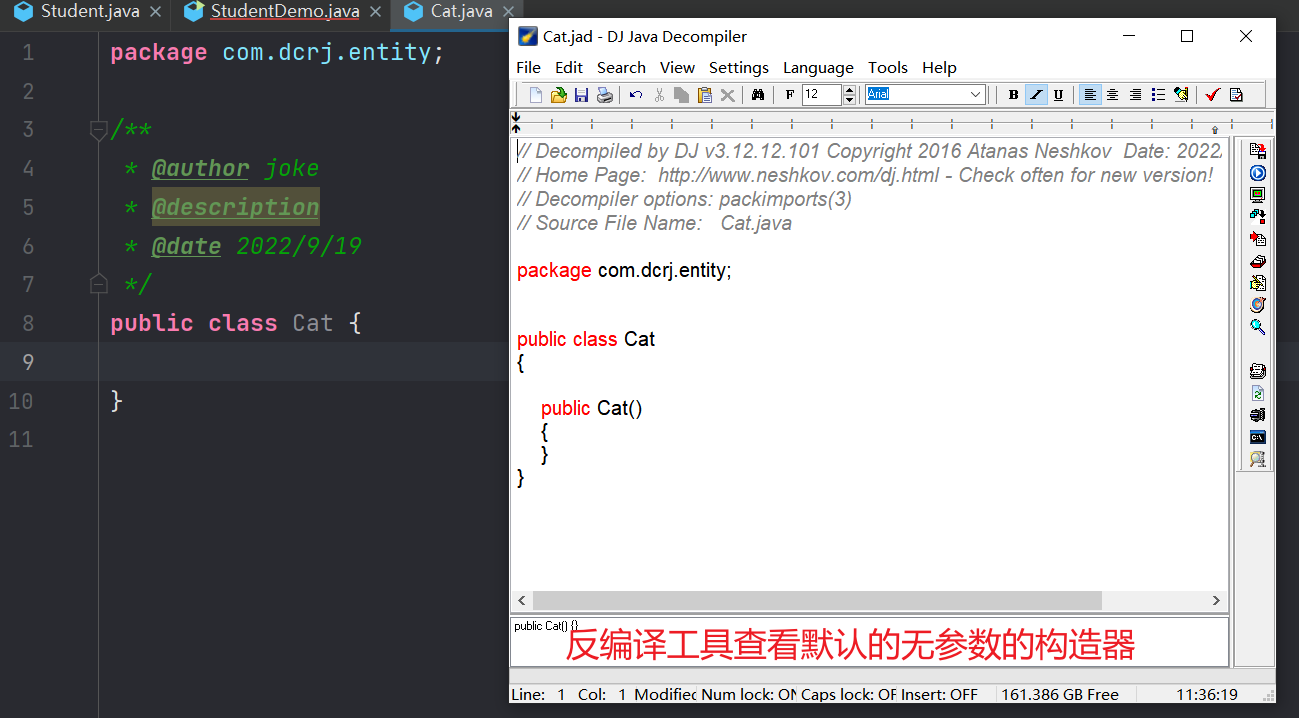 Student.java
StudentDemo.java
Cat.java
1 package com.dcrj.entity;
2
3 /**
4 * @author joke
5 * @description
6 * @date 2022/9/19
7 */
8 public class Cat {
9
10 }
11
Cat.jad - DJ Java Decompiler
File Edit Search View Settings Language Tools Help
F 12 Arial B I U
// Decompiled by DJ v3.12.12.101 Copyright 2016 Atanas Neshkov Date: 2022/
// Home Page: http://www.neshkov.com/dj.html - Check often for new version!
// Decompiler options: packimports(3)
// Source File Name: Cat.java
package com.dcrj.entity;
public class Cat
{
public Cat()
{
}
}
public Cat() {}
反编译工具查看默认的无参数的构造器
Line: 1 Col: 1 Modified Num lock: ON Caps lock: OF Insert: OFF 161.386 GB Free 11:36:19